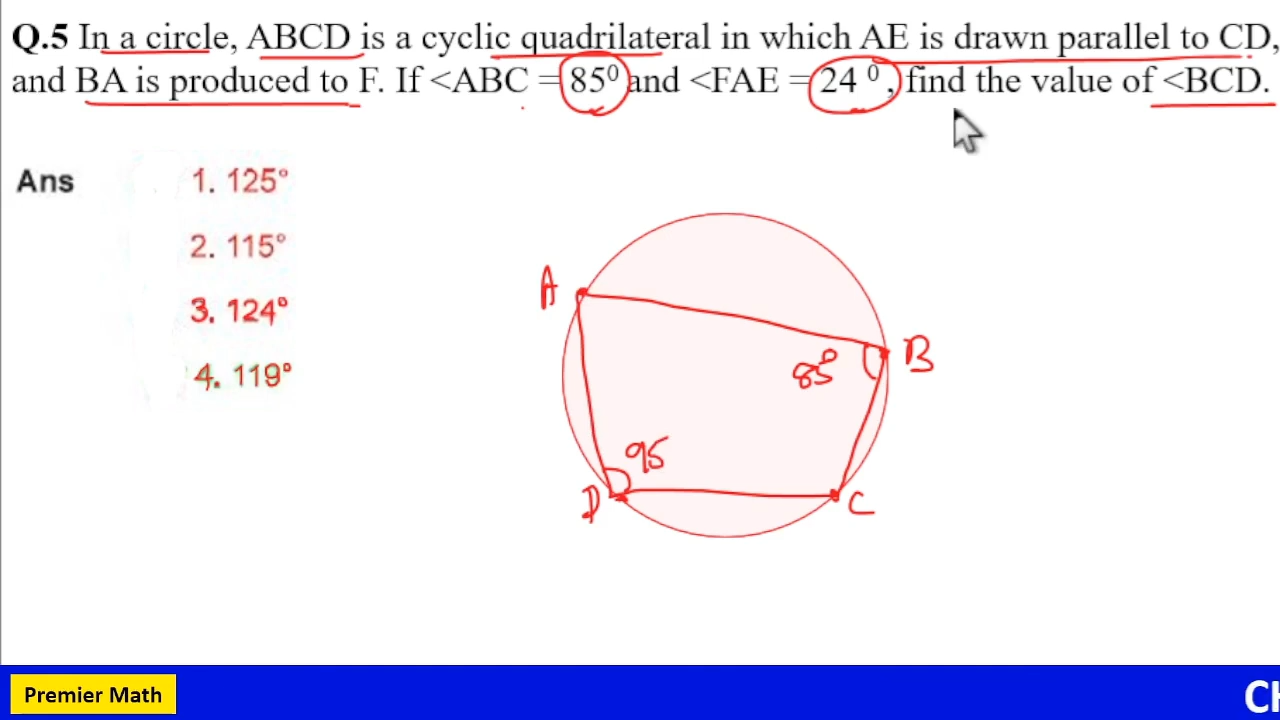 Q.5 In a circle, ABCD is a cyclic quadrilateral in which AE is drawn parallel to CD,
and BA is produced to F. If <ABC = 85⁰ and <FAE = 24 ⁰, find the value of <BCD.
Ans
1. 125°
2. 115°
3. 124°
4. 119°
A
85° B
95
D C
Premier Math
CH